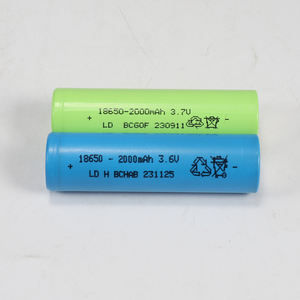 + 18650-2000mAh 3.7V
LD BC60F 230911 -
18650 - 2000mAh 3.6V
+ LD H BCHAB 231125 -